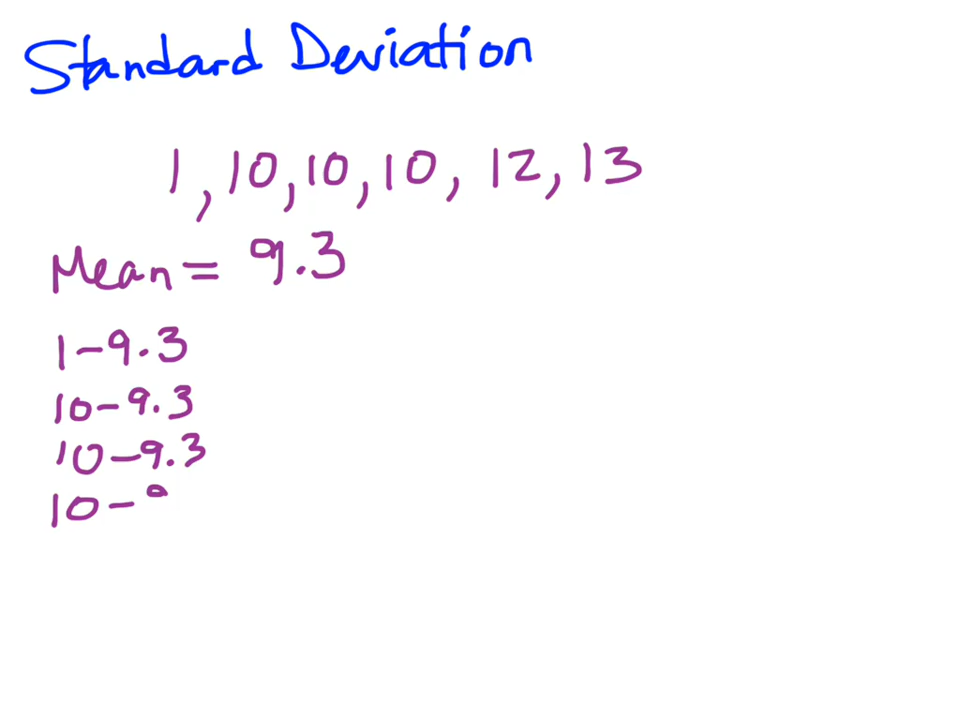 Standard Deviation
1, 10, 10, 10, 12, 13
Mean = 9.3
1-9.3
10-9.3
10-9.3
10-